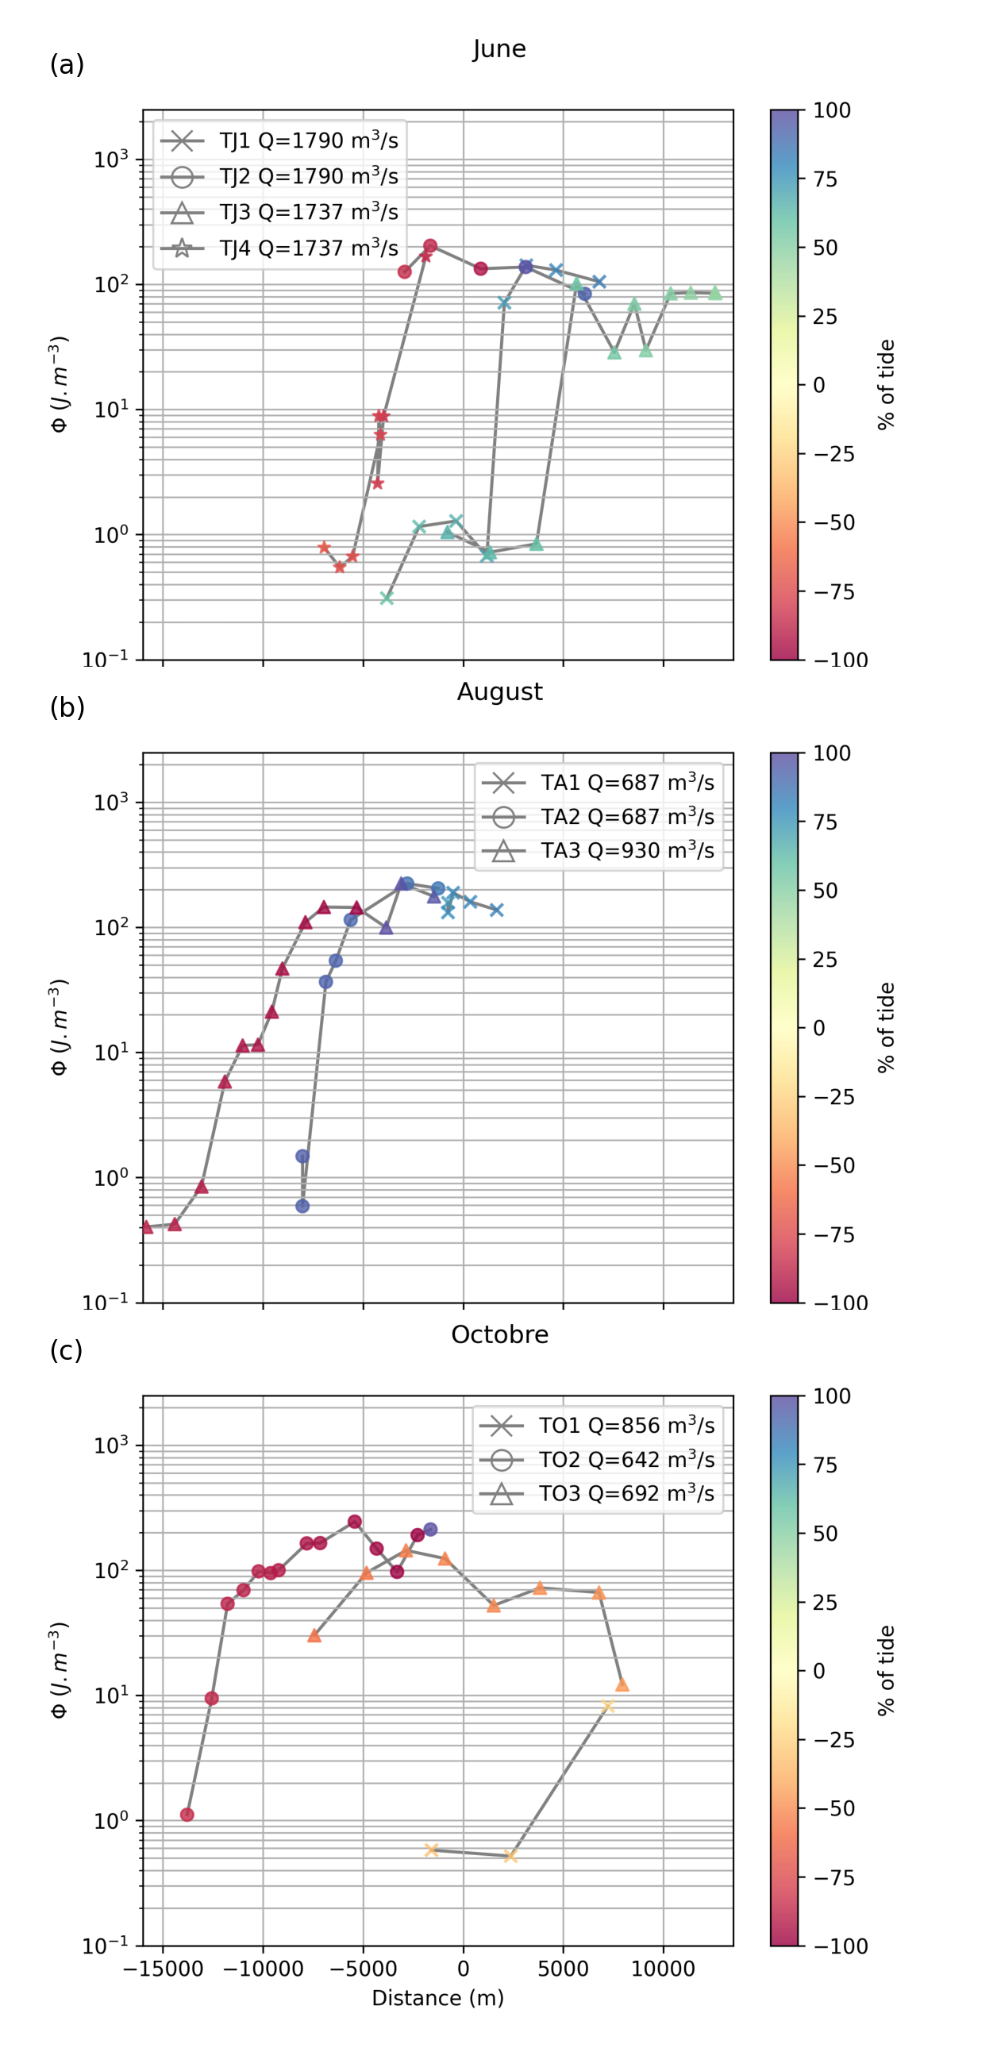 (a)
June
TJ1 Q=1790 m³/s
TJ2 Q=1790 m³/s
TJ3 Q=1737 m³/s
TJ4 Q=1737 m³/s
10³
10²
10¹
10⁰
10⁻¹
Φ (J.m⁻³)
100
75
50
25
0
−25
−50
−75
−100
% of tide
(b)
August
TA1 Q=687 m³/s
TA2 Q=687 m³/s
TA3 Q=930 m³/s
10³
10²
10¹
10⁰
10⁻¹
Φ (J.m⁻³)
100
75
50
25
0
−25
−50
−75
−100
% of tide
(c)
Octobre
TO1 Q=856 m³/s
TO2 Q=642 m³/s
TO3 Q=692 m³/s
10³
10²
10¹
10⁰
10⁻¹
Φ (J.m⁻³)
−15000 −10000 −5000 0 5000 10000
Distance (m)
100
75
50
25
0
−25
−50
−75
−100
% of tide